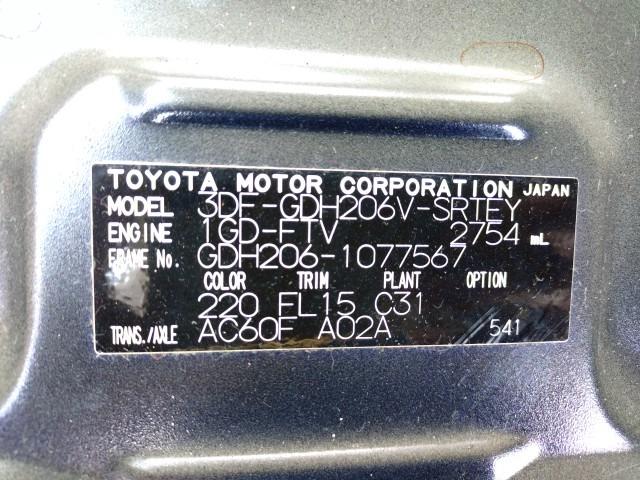 TOYOTA MOTOR CORPORATION JAPAN
MODEL 3DF-GDH206V-SRTEY
ENGINE 1GD-FTV 2754 mL
FRAME No. GDH206-1077567
COLOR TRIM PLANT OPTION
220 FL15 C31
TRANS./AXLE AC60F A02A 541